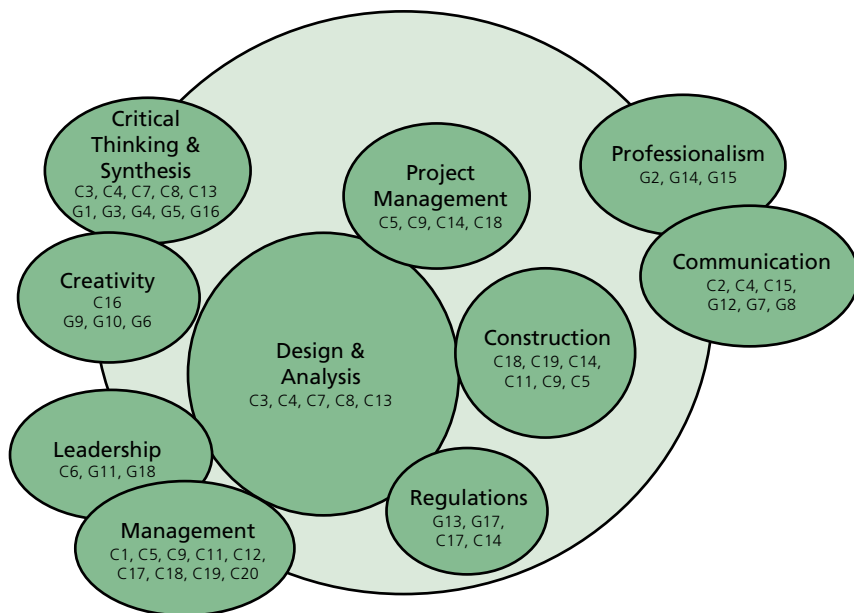 Critical
Thinking &
Synthesis
C3, C4, C7, C8, C13
G1, G3, G4, G5, G16
Project
Management
C5, C9, C14, C18
Professionalism
G2, G14, G15
Creativity
C16
G9, G10, G6
Communication
C2, C4, C15,
G12, G7, G8
Design &
Analysis
C3, C4, C7, C8, C13
Construction
C18, C19, C14,
C11, C9, C5
Leadership
C6, G11, G18
Regulations
G13, G17,
C17, C14
Management
C1, C5, C9, C11, C12,
C17, C18, C19, C20